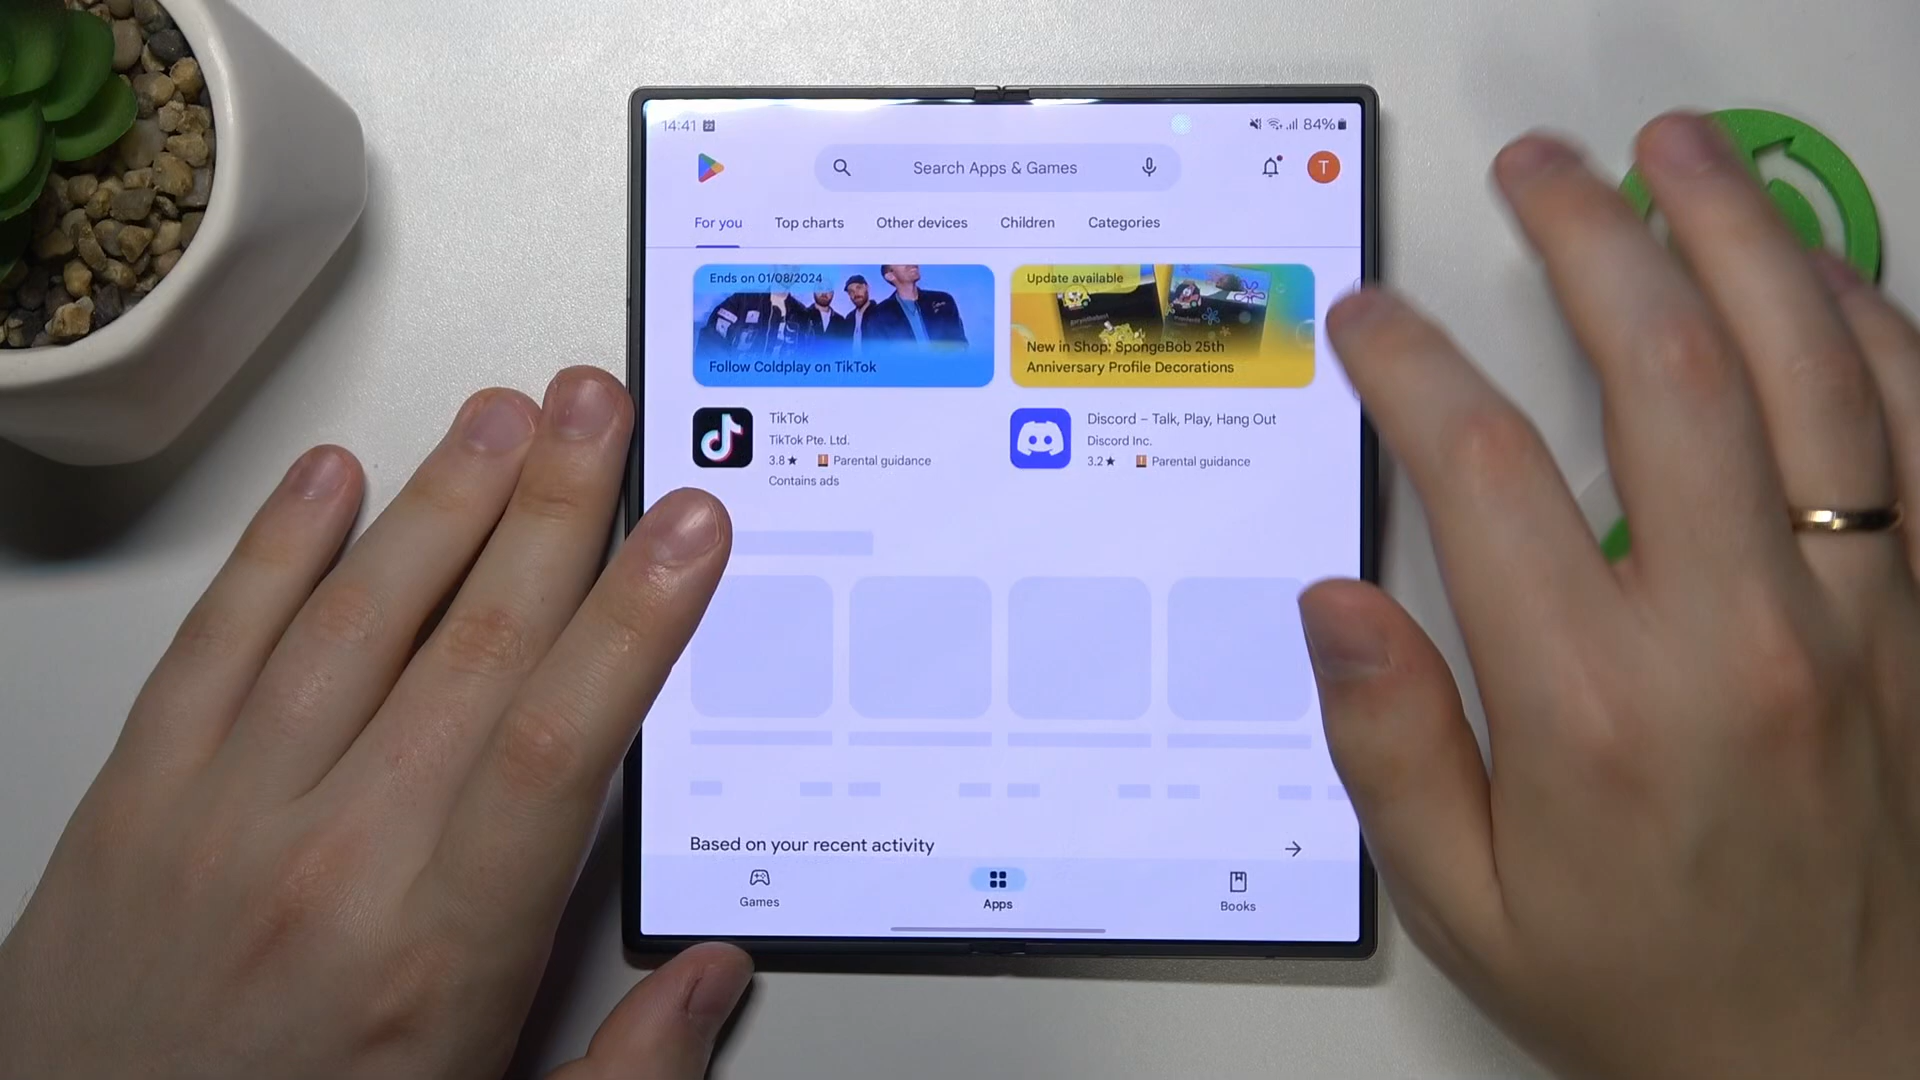 14:41
84%
Search Apps & Games
T
For you
Top charts
Other devices
Children
Categories
Ends on 01/08/2024
Follow Coldplay on TikTok
Update available
New in Shop: SpongeBob 25th
Anniversary Profile Decorations
TikTok
TikTok Pte. Ltd.
3.8★ Parental guidance
Contains ads
Discord – Talk, Play, Hang Out
Discord Inc.
3.2★ Parental guidance
Based on your recent activity
Games
Apps
Books